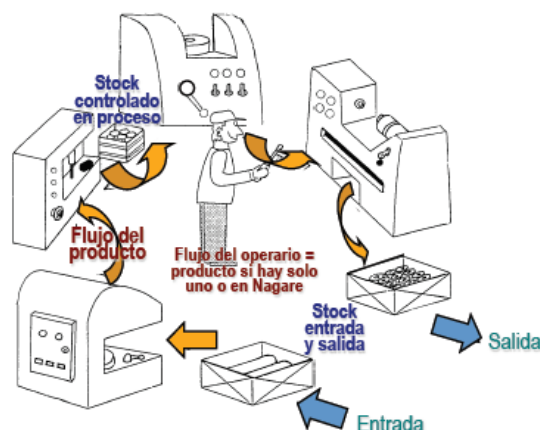 Stock
controlado
en proceso
Flujo del
producto
Flujo del operario =
producto si hay solo
uno o en Nagare
Stock
entrada
y salida
Salida
Entrada